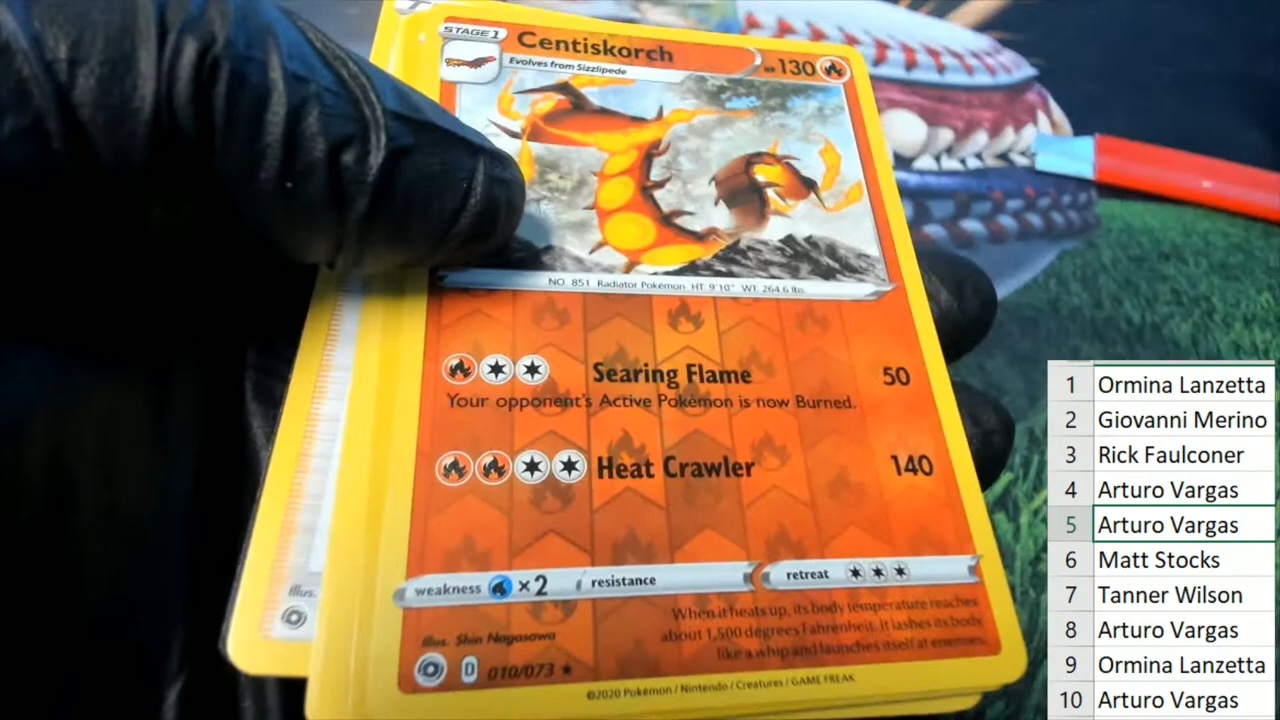 STAGE 1
Centiskorch
HP 130
Evolves from Sizzlipede
NO. 851 Radiator Pokémon HT 9'10" WT 264.6 lbs.
Searing Flame 50
Your opponent's Active Pokémon is now Burned.
Heat Crawler 140
weakness ×2 resistance retreat
When it heats up, its body temperature reaches
about 1,500 degrees Fahrenheit. It lashes its body
like a whip and launches itself at enemies.
Illus. Shin Nagasawa
D 010/073 ★
©2020 Pokémon / Nintendo / Creatures / GAME FREAK
Illus.
1 Ormina Lanzetta
2 Giovanni Merino
3 Rick Faulconer
4 Arturo Vargas
5 Arturo Vargas
6 Matt Stocks
7 Tanner Wilson
8 Arturo Vargas
9 Ormina Lanzetta
10 Arturo Vargas